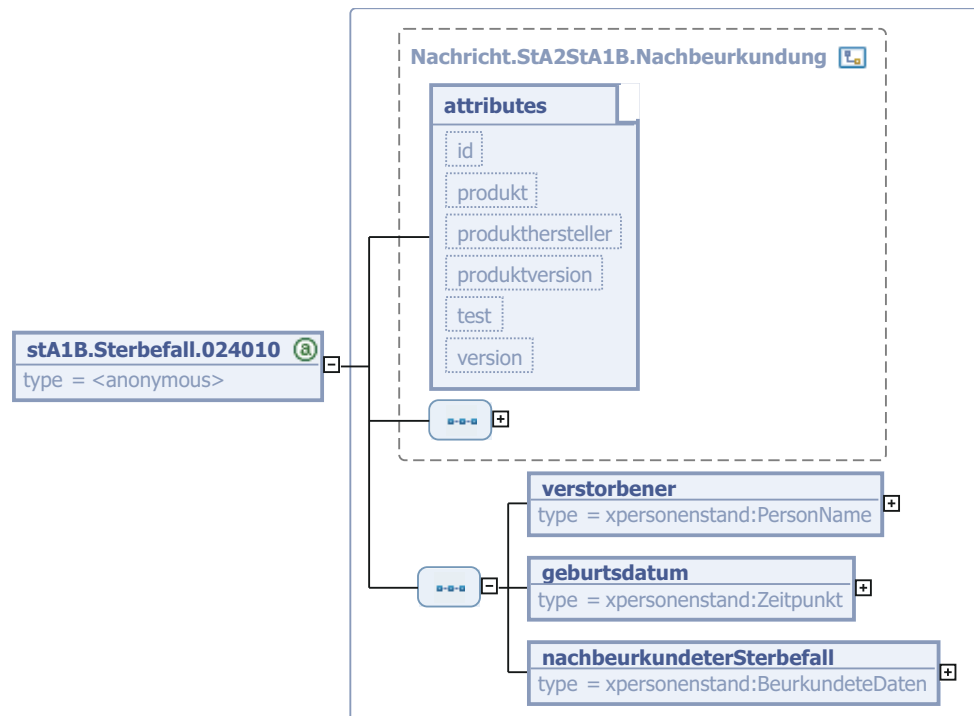 Nachricht.StA2StA1B.Nachbeurkundung
attributes
id
produkt
produkthersteller
produktversion
test
version
stA1B.Sterbefall.024010 a
type = <anonymous>
verstorbener
type = xpersonenstand:PersonName
geburtsdatum
type = xpersonenstand:Zeitpunkt
nachbeurkundeterSterbefall
type = xpersonenstand:BeurkundeteDaten